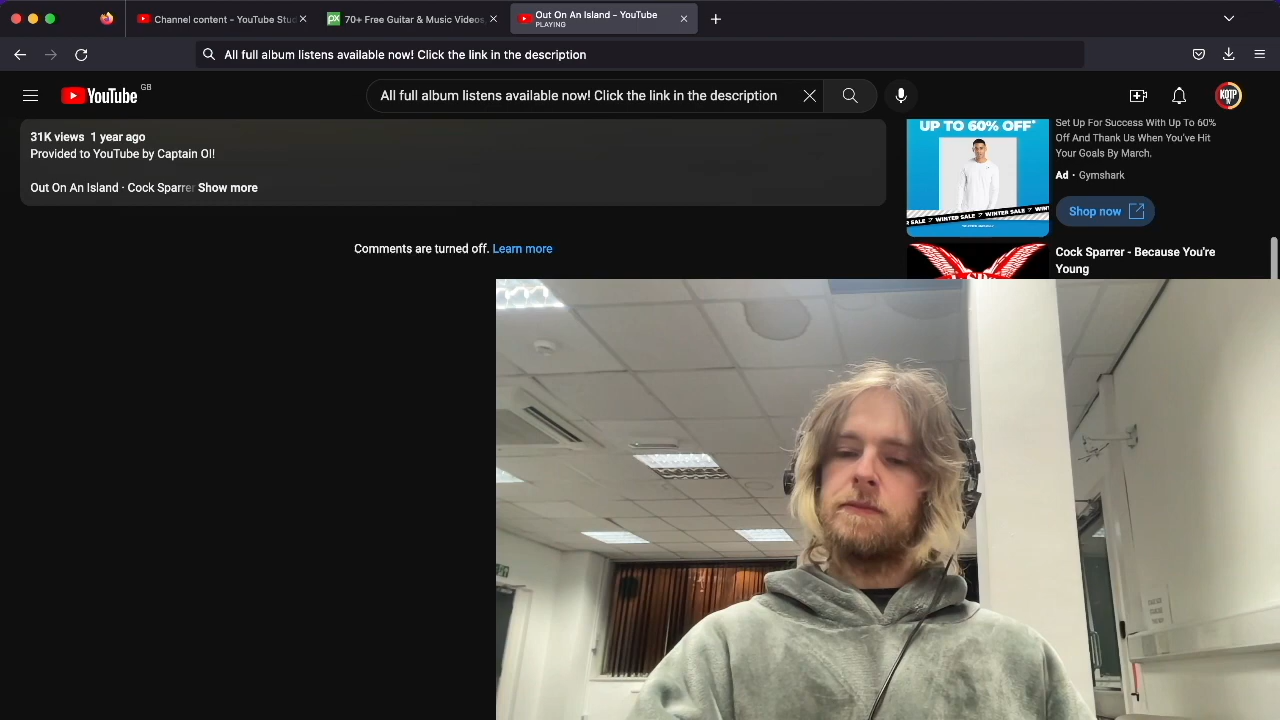 Channel content - YouTube Stud
70+ Free Guitar & Music Videos,
Out On An Island - YouTube
PLAYING
All full album listens available now! Click the link in the description
YouTube GB
All full album listens available now! Click the link in the description
31K views 1 year ago
Provided to YouTube by Captain OI!
Out On An Island · Cock Sparrer Show more
Comments are turned off. Learn more
UP TO 60% OFF*
WINTER SALE WINTER SALE
Set Up For Success With Up To 60%
Off And Thank Us When You've Hit
Your Goals By March.
Ad • Gymshark
Shop now
Cock Sparrer - Because You're
Young